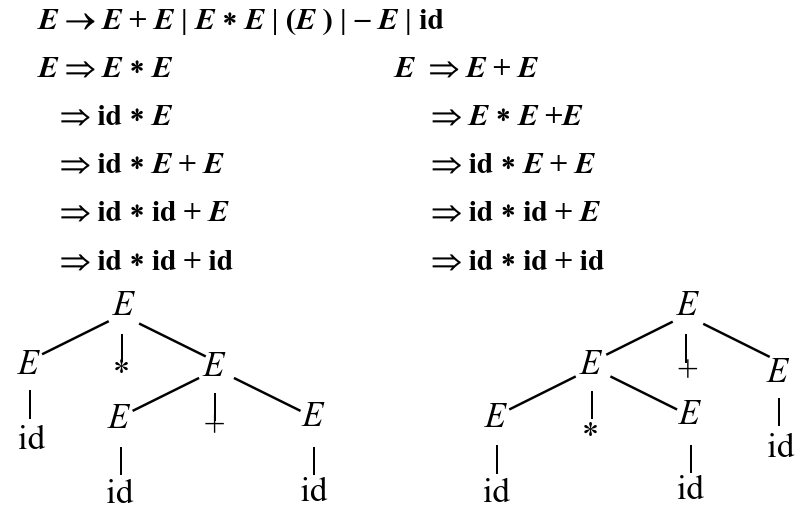 E → E + E | E * E | (E) | − E | id
E ⇒ E * E    E ⇒ E + E
⇒ id * E    ⇒ E * E +E
⇒ id * E + E    ⇒ id * E + E
⇒ id * id + E    ⇒ id * id + E
⇒ id * id + id    ⇒ id * id + id
E    E
E * E    E + E
id E + E    E * E id
id id    id id